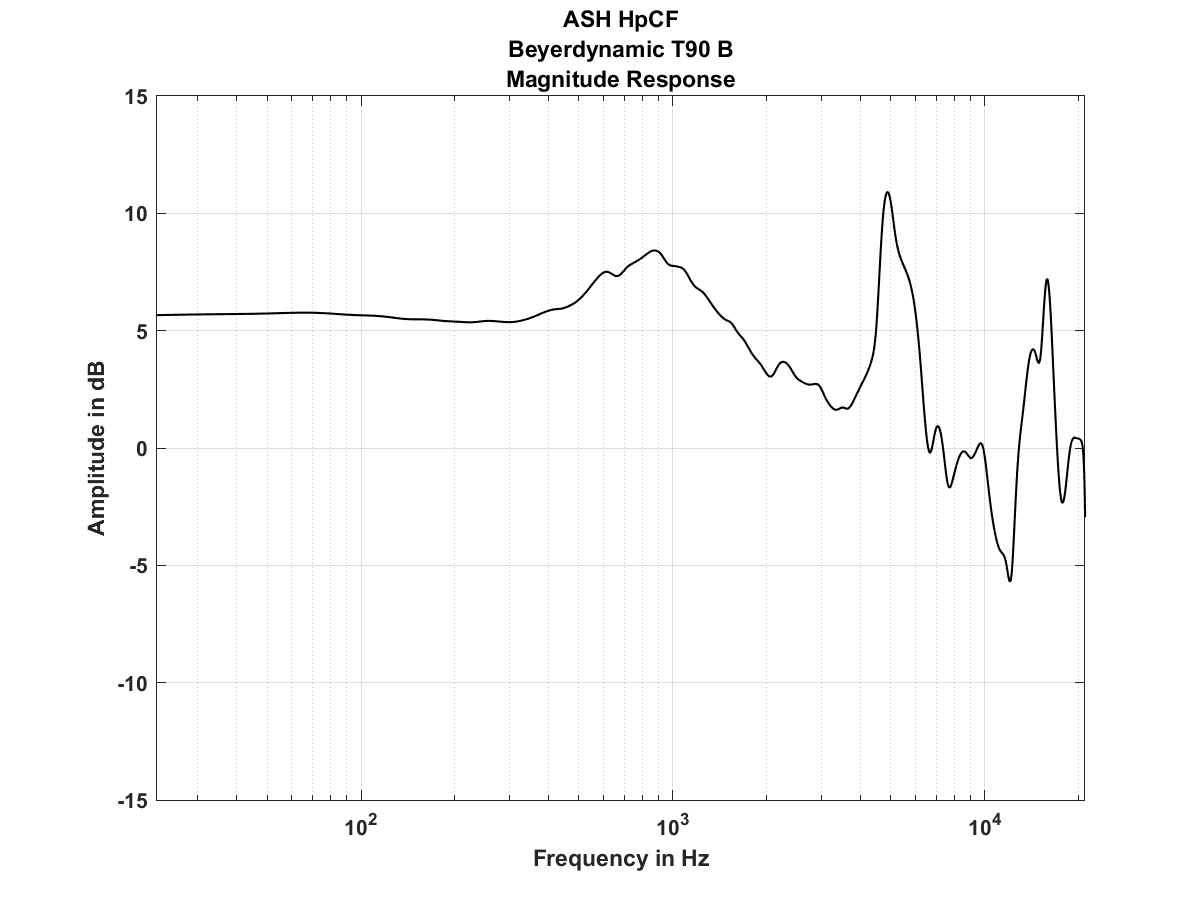 ASH HpCF
Beyerdynamic T90 B
Magnitude Response
15
10
5
0
-5
-10
-15
Amplitude in dB
10²
10³
10⁴
Frequency in Hz